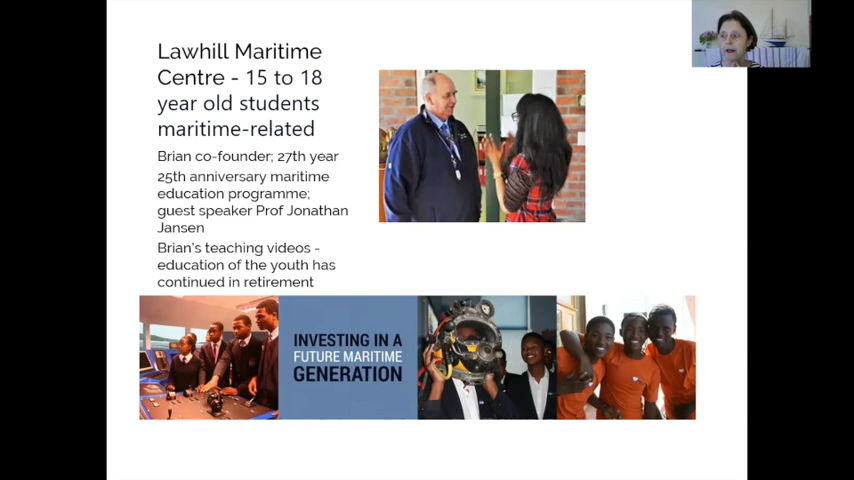 Lawhill Maritime
Centre - 15 to 18
year old students
maritime-related
Brian co-founder; 27th year
25th anniversary maritime
education programme;
guest speaker Prof Jonathan
Jansen
Brian's teaching videos -
education of the youth has
continued in retirement
INVESTING IN A
FUTURE MARITIME
GENERATION